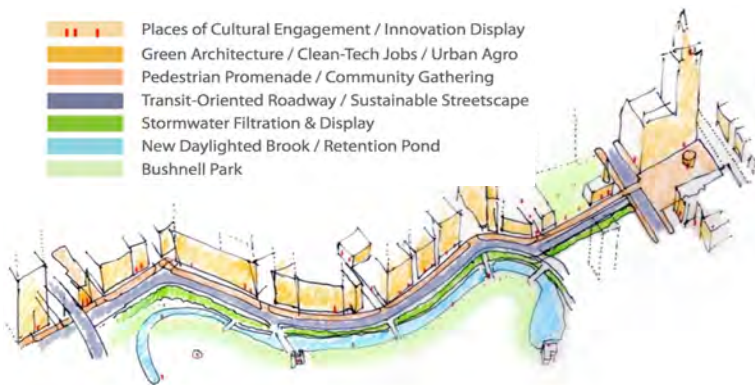 Places of Cultural Engagement / Innovation Display
Green Architecture / Clean-Tech Jobs / Urban Agro
Pedestrian Promenade / Community Gathering
Transit-Oriented Roadway / Sustainable Streetscape
Stormwater Filtration & Display
New Daylighted Brook / Retention Pond
Bushnell Park